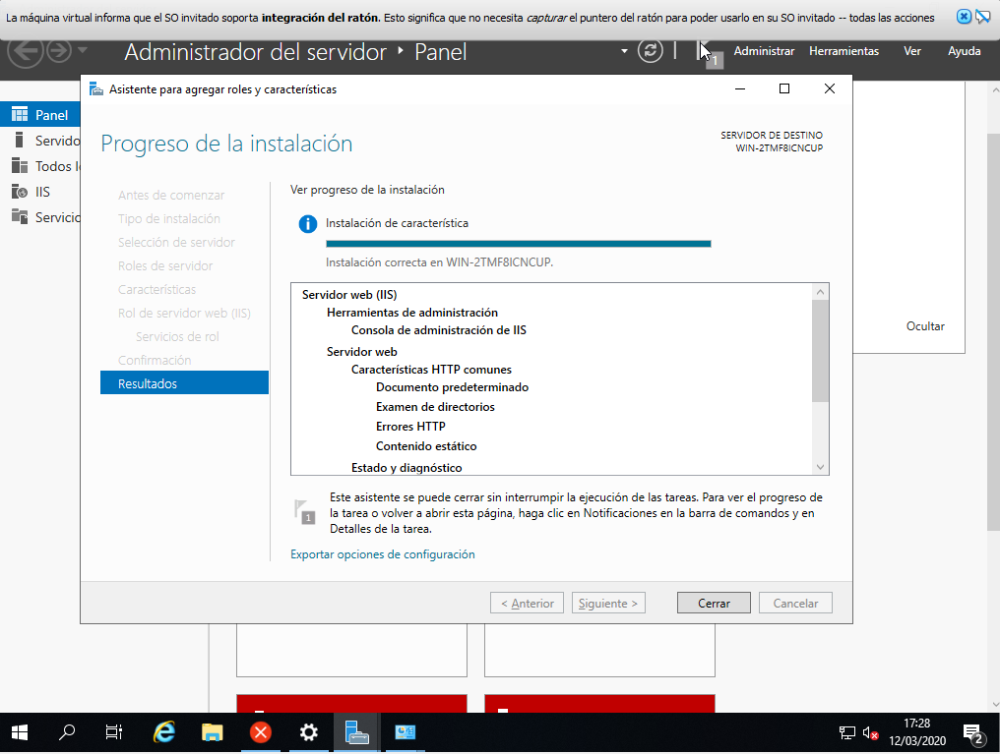 La máquina virtual informa que el SO invitado soporta integración del ratón. Esto significa que no necesita capturar el puntero del ratón para poder usarlo en su SO invitado -- todas las acciones
Administrador del servidor ‣ Panel
1
Administrar Herramientas Ver Ayuda
Asistente para agregar roles y características
Panel
Servido
Todos l
IIS
Servicio
Progreso de la instalación
SERVIDOR DE DESTINO
WIN-2TMF8ICNCUP
Antes de comenzar
Tipo de instalación
Selección de servidor
Roles de servidor
Características
Rol de servidor web (IIS)
Servicios de rol
Confirmación
Resultados
Ver progreso de la instalación
Instalación de característica
Instalación correcta en WIN-2TMF8ICNCUP.
Servidor web (IIS)
Herramientas de administración
Consola de administración de IIS
Servidor web
Características HTTP comunes
Documento predeterminado
Examen de directorios
Errores HTTP
Contenido estático
Estado y diagnóstico
Ocultar
1
Este asistente se puede cerrar sin interrumpir la ejecución de las tareas. Para ver el progreso de
la tarea o volver a abrir esta página, haga clic en Notificaciones en la barra de comandos y en
Detalles de la tarea.
Exportar opciones de configuración
< Anterior Siguiente > Cerrar Cancelar
17:28
12/03/2020
2